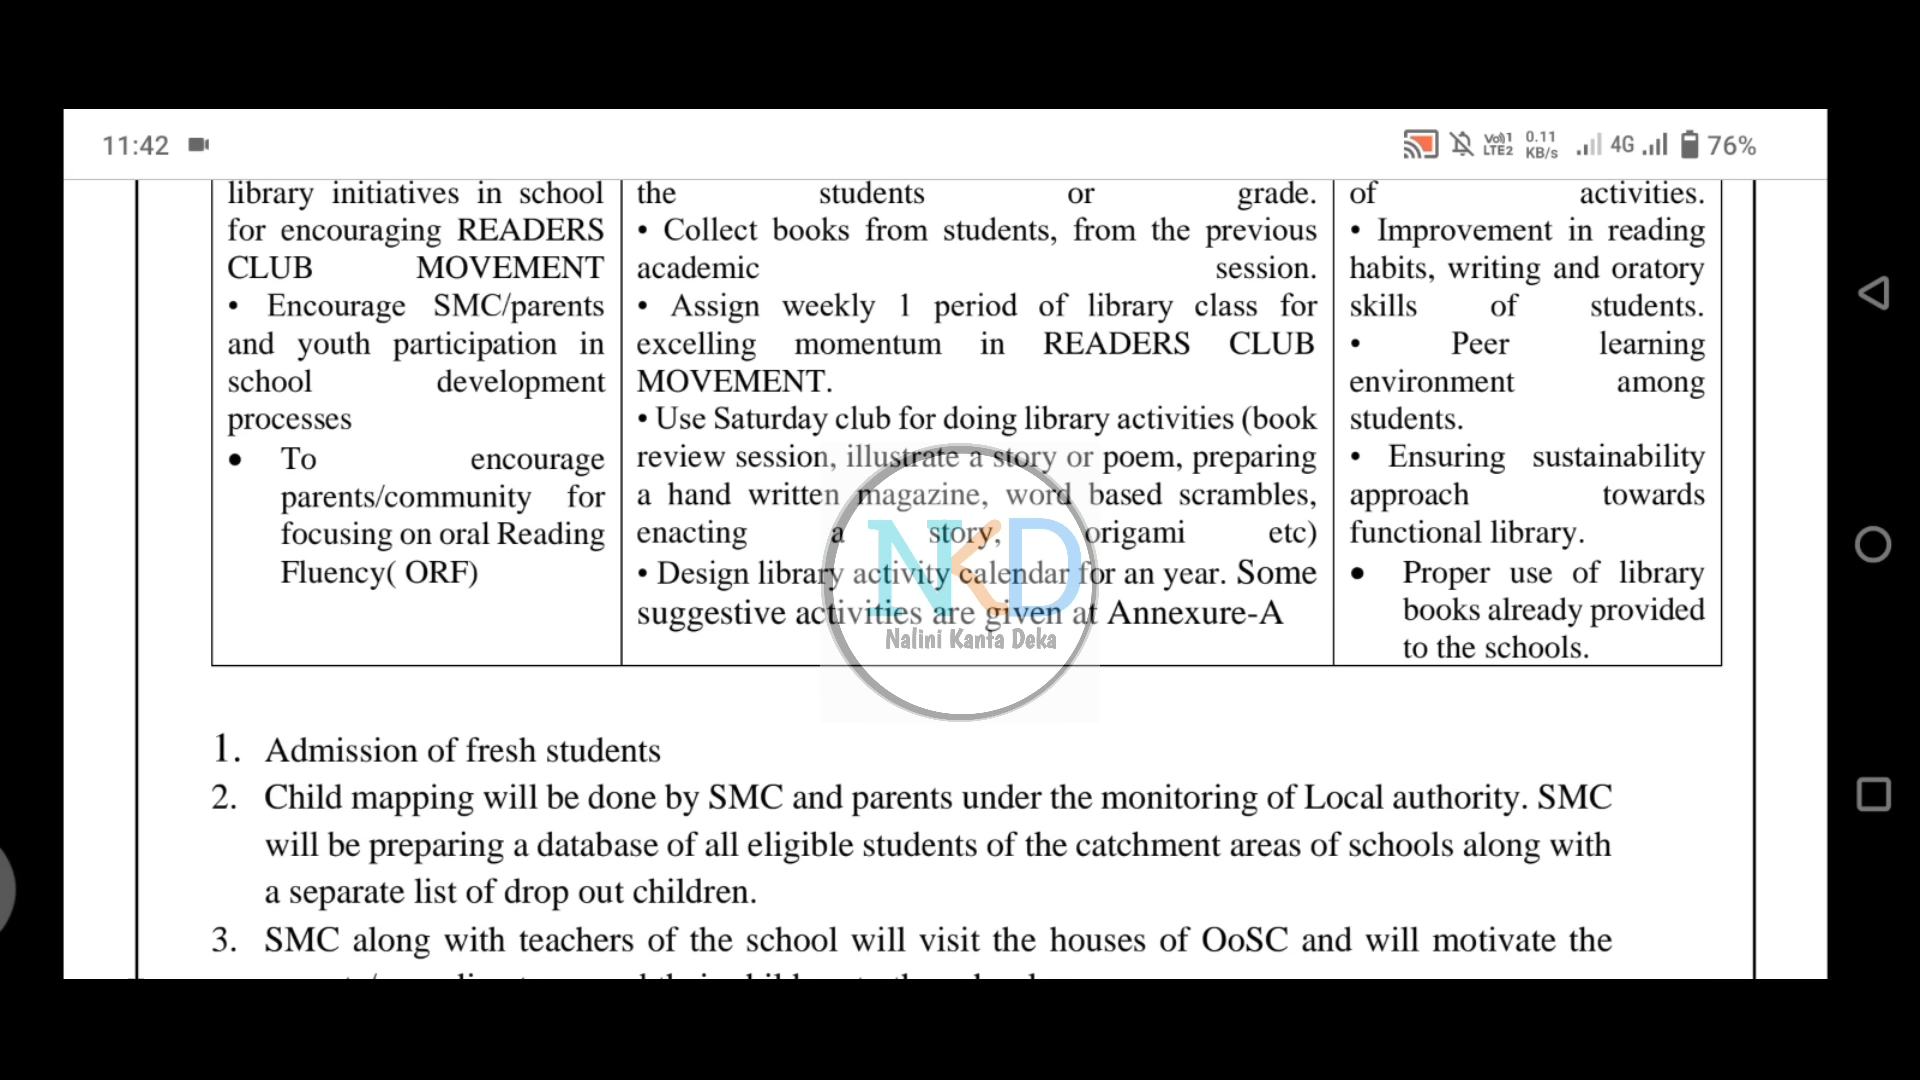 11:42
Vo)) 1
LTE2
0.11
KB/s
4G
76%
library initiatives in school
for encouraging READERS
CLUB MOVEMENT
• Encourage SMC/parents
and youth participation in
school development
processes
• To encourage
parents/community for
focusing on oral Reading
Fluency( ORF)
the students or grade.
• Collect books from students, from the previous
academic session.
• Assign weekly 1 period of library class for
excelling momentum in READERS CLUB
MOVEMENT.
• Use Saturday club for doing library activities (book
review session, illustrate a story or poem, preparing
a hand written magazine, word based scrambles,
enacting a story, origami etc)
• Design library activity calendar for an year. Some
suggestive activities are given at Annexure-A
of activities.
• Improvement in reading
habits, writing and oratory
skills of students.
• Peer learning
environment among
students.
• Ensuring sustainability
approach towards
functional library.
• Proper use of library
books already provided
to the schools.
NKD
Nalini Kanta Deka
1. Admission of fresh students
2. Child mapping will be done by SMC and parents under the monitoring of Local authority. SMC
will be preparing a database of all eligible students of the catchment areas of schools along with
a separate list of drop out children.
3. SMC along with teachers of the school will visit the houses of OoSC and will motivate the